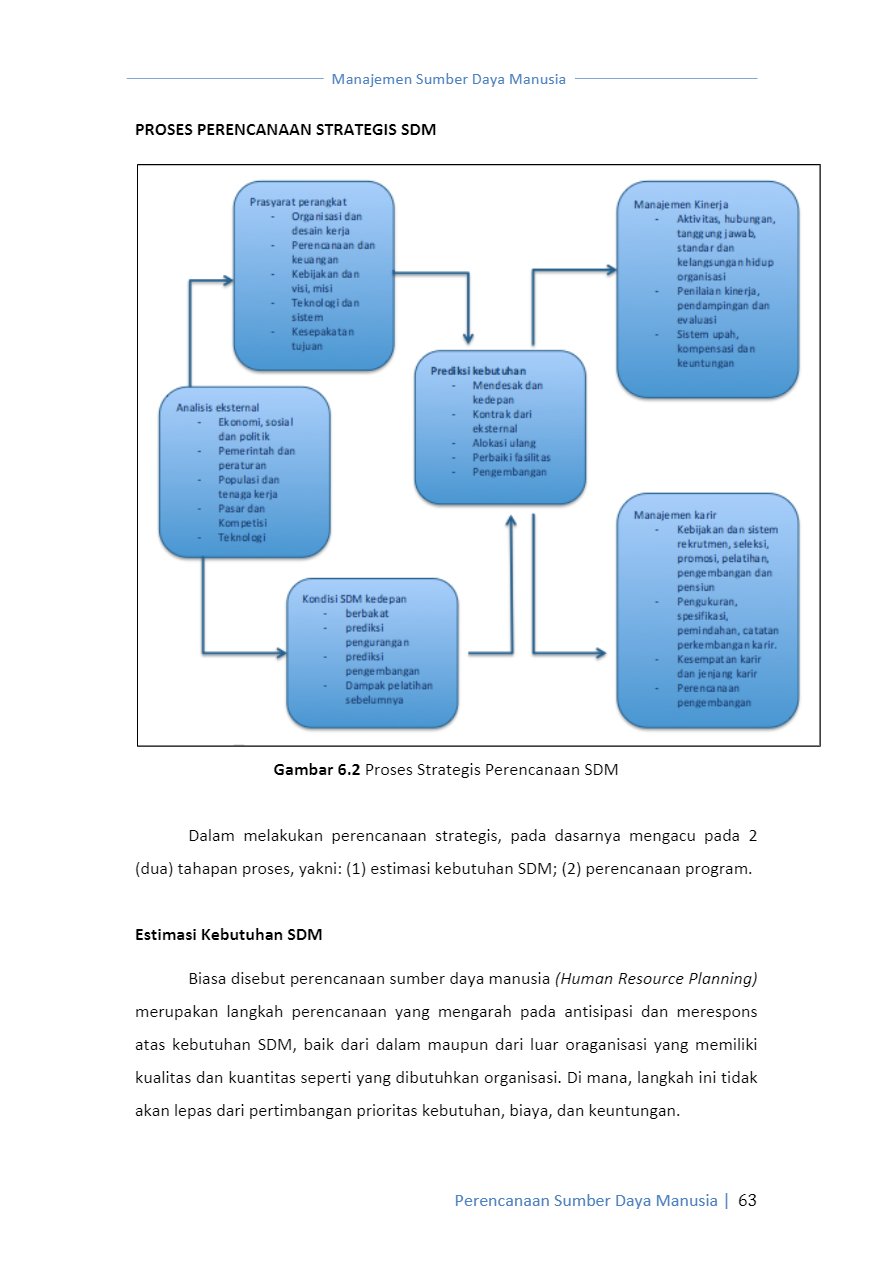 Manajemen Sumber Daya Manusia
PROSES PERENCANAAN STRATEGIS SDM
Prasyarat perangkat
- Organisasi dan
desain kerja
- Perencanaan dan
keuangan
- Kebijakan dan
visi, misi
- Teknologi dan
sistem
- Kesepakatan
tujuan
Analisis eksternal
- Ekonomi, sosial
dan politik
- Pemerintah dan
peraturan
- Populasi dan
tenaga kerja
- Pasar dan
Kompetisi
- Teknologi
Kondisi SDM kedepan
- berbakat
- prediksi
pengurangan
- prediksi
pengembangan
- Dampak pelatihan
sebelumnya
Prediksi kebutuhan
- Mendesak dan
kedepan
- Kontrak dari
eksternal
- Alokasi ulang
- Perbaiki fasilitas
- Pengembangan
Manajemen Kinerja
- Aktivitas, hubungan,
tanggung jawab,
standar dan
kelangsungan hidup
organisasi
- Penilaian kinerja,
pendampingan dan
evaluasi
- Sistem upah,
kompensasi dan
keuntungan
Manajemen karir
- Kebijakan dan sistem
rekrutmen, seleksi,
promosi, pelatihan,
pengembangan dan
pensiun
- Pengukuran,
spesifikasi,
pemindahan, catatan
perkembangan karir.
- Kesempatan karir
dan jenjang karir
- Perencanaan
pengembangan
Gambar 6.2 Proses Strategis Perencanaan SDM
Dalam melakukan perencanaan strategis, pada dasarnya mengacu pada 2
(dua) tahapan proses, yakni: (1) estimasi kebutuhan SDM; (2) perencanaan program.
Estimasi Kebutuhan SDM
Biasa disebut perencanaan sumber daya manusia (Human Resource Planning)
merupakan langkah perencanaan yang mengarah pada antisipasi dan merespons
atas kebutuhan SDM, baik dari dalam maupun dari luar oraganisasi yang memiliki
kualitas dan kuantitas seperti yang dibutuhkan organisasi. Di mana, langkah ini tidak
akan lepas dari pertimbangan prioritas kebutuhan, biaya, dan keuntungan.
Perencanaan Sumber Daya Manusia | 63